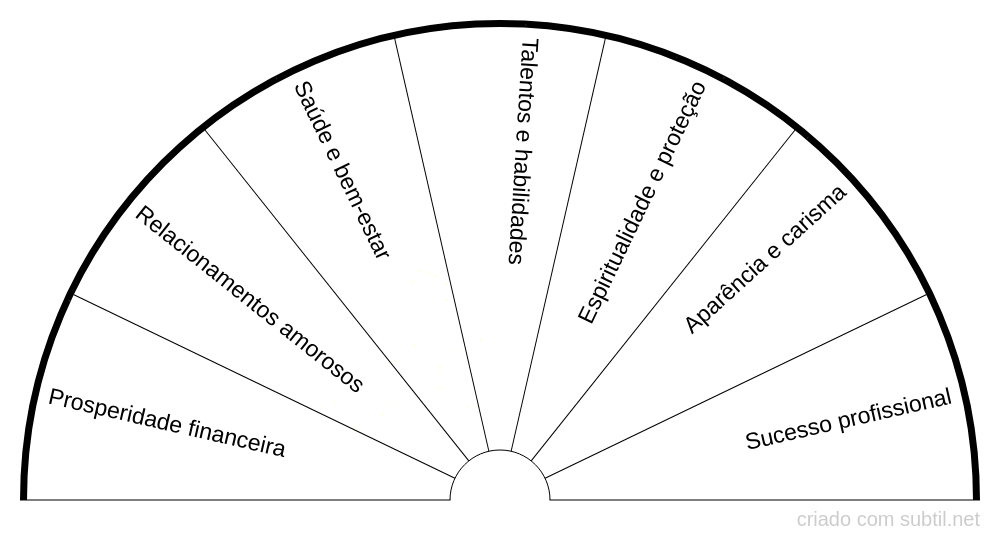 Prosperidade financeira
Relacionamentos amorosos
Saúde e bem-estar
Talentos e habilidades
Espiritualidade e proteção
Aparência e carisma
Sucesso profissional
criado com subtil.net